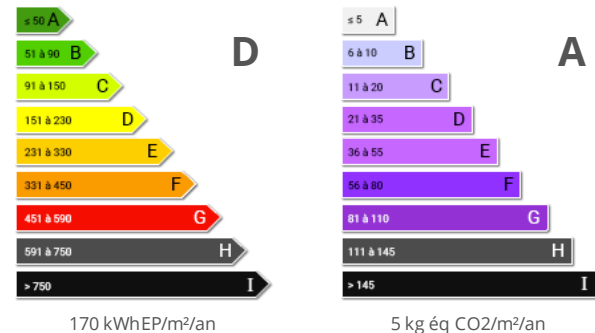 ≤ 50 A
51 à 90 B
91 à 150 C
151 à 230 D
231 à 330 E
331 à 450 F
451 à 590 G
591 à 750 H
> 750 I
D
170 kWhEP/m²/an
≤ 5 A
6 à 10 B
11 à 20 C
21 à 35 D
36 à 55 E
56 à 80 F
81 à 110 G
111 à 145 H
> 145 I
A
5 kg éq CO2/m²/an